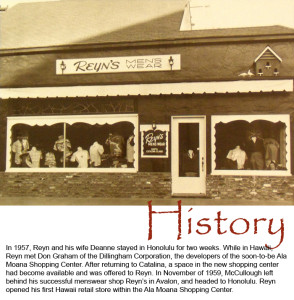 REYN'S MENS WEAR
Reyn's
History
In 1957, Reyn and his wife Deanne stayed in Honolulu for two weeks. While in Hawaii,
Reyn met Don Graham of the Dillingham Corporation, the developers of the soon-to-be Ala
Moana Shopping Center. After returning to Catalina, a space in the new shopping center
had become available and was offered to Reyn. In November of 1959, McCullough left
behind his successful menswear shop Reyn's in Avalon, and headed to Honolulu. Reyn
opened his first Hawaii retail store within the Ala Moana Shopping Center.